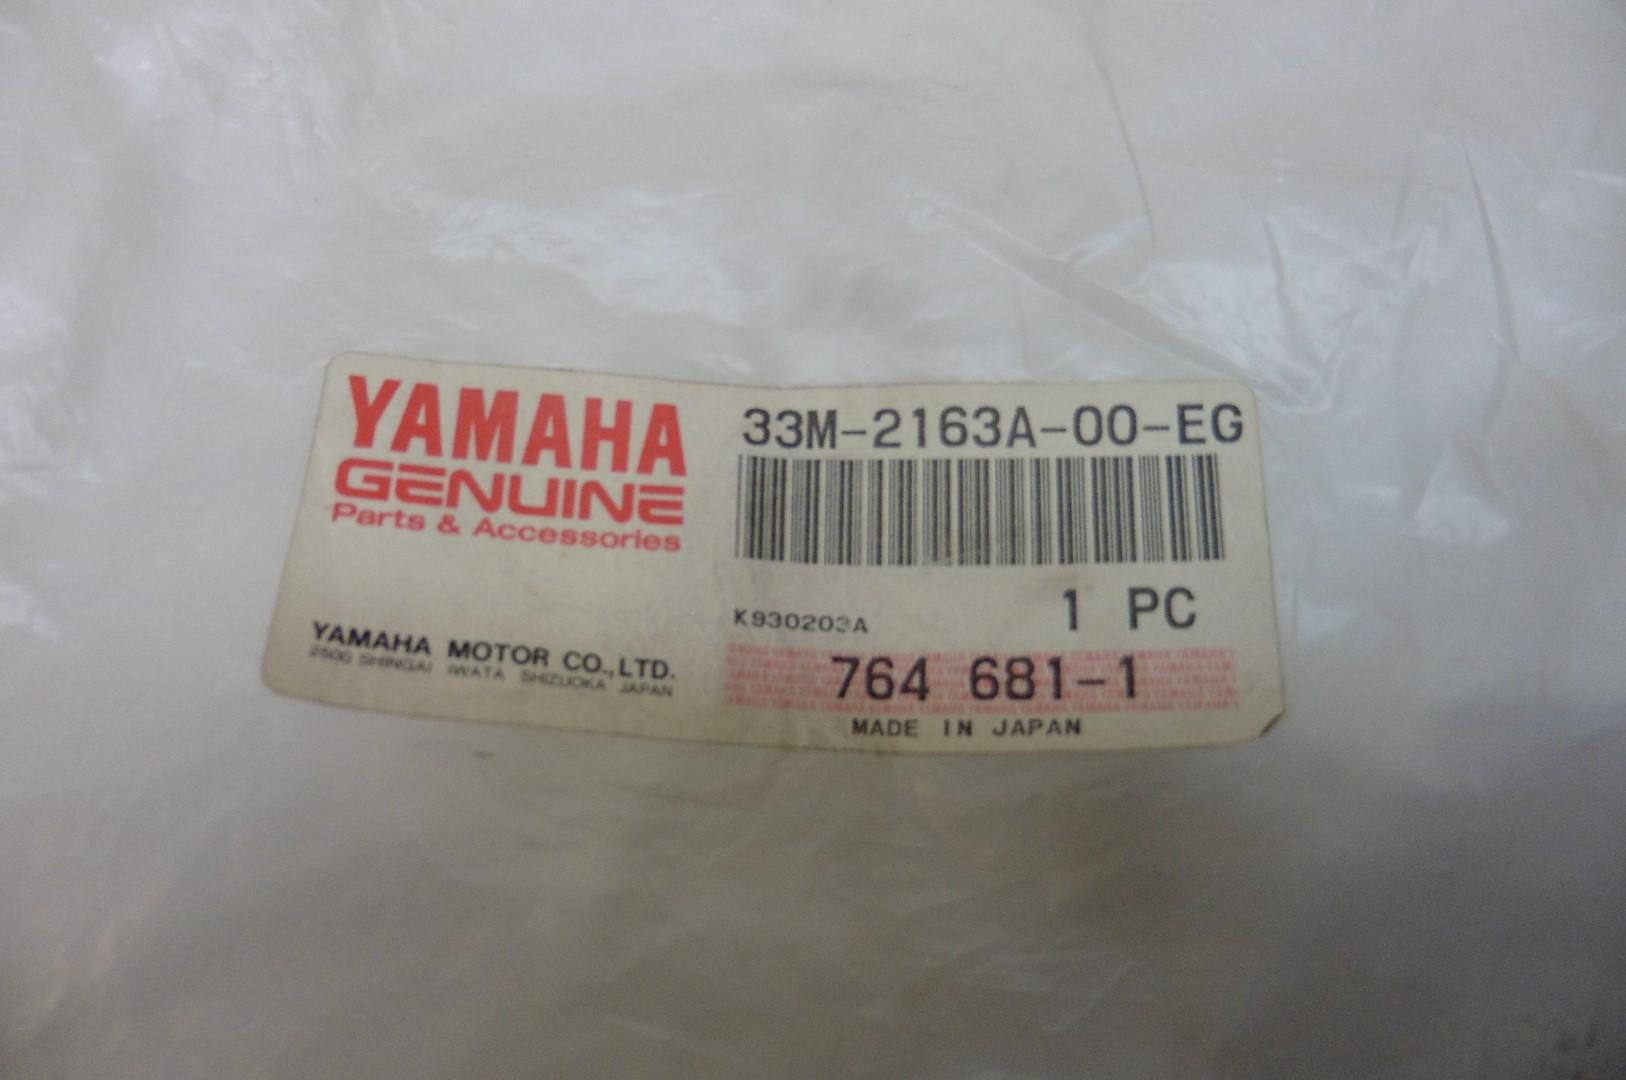 YAMAHA
GENUINE
Parts & Accessories
YAMAHA MOTOR CO.,LTD.
2500 SHINGAI IWATA SHIZUOKA JAPAN
33M-2163A-00-EG
K930203A
1 PC
764 681-1
MADE IN JAPAN